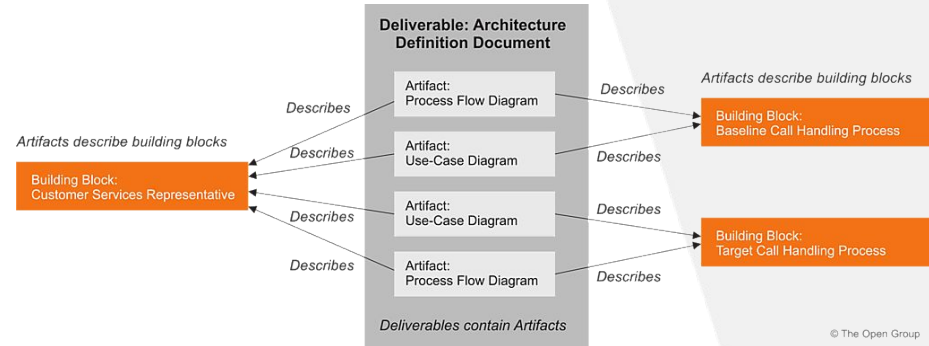 Deliverable: Architecture
Definition Document
Artifact:
Process Flow Diagram
Artifacts describe building blocks
Describes
Describes
Building Block:
Baseline Call Handling Process
Artifacts describe building blocks
Describes
Artifact:
Use-Case Diagram
Describes
Building Block:
Customer Services Representative
Describes
Artifact:
Use-Case Diagram
Describes
Building Block:
Target Call Handling Process
Describes
Artifact:
Process Flow Diagram
Describes
Deliverables contain Artifacts
© The Open Group